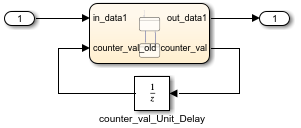 1
in_data1
out_data1
1
counter_val_old
counter_val
1
z
counter_val_Unit_Delay